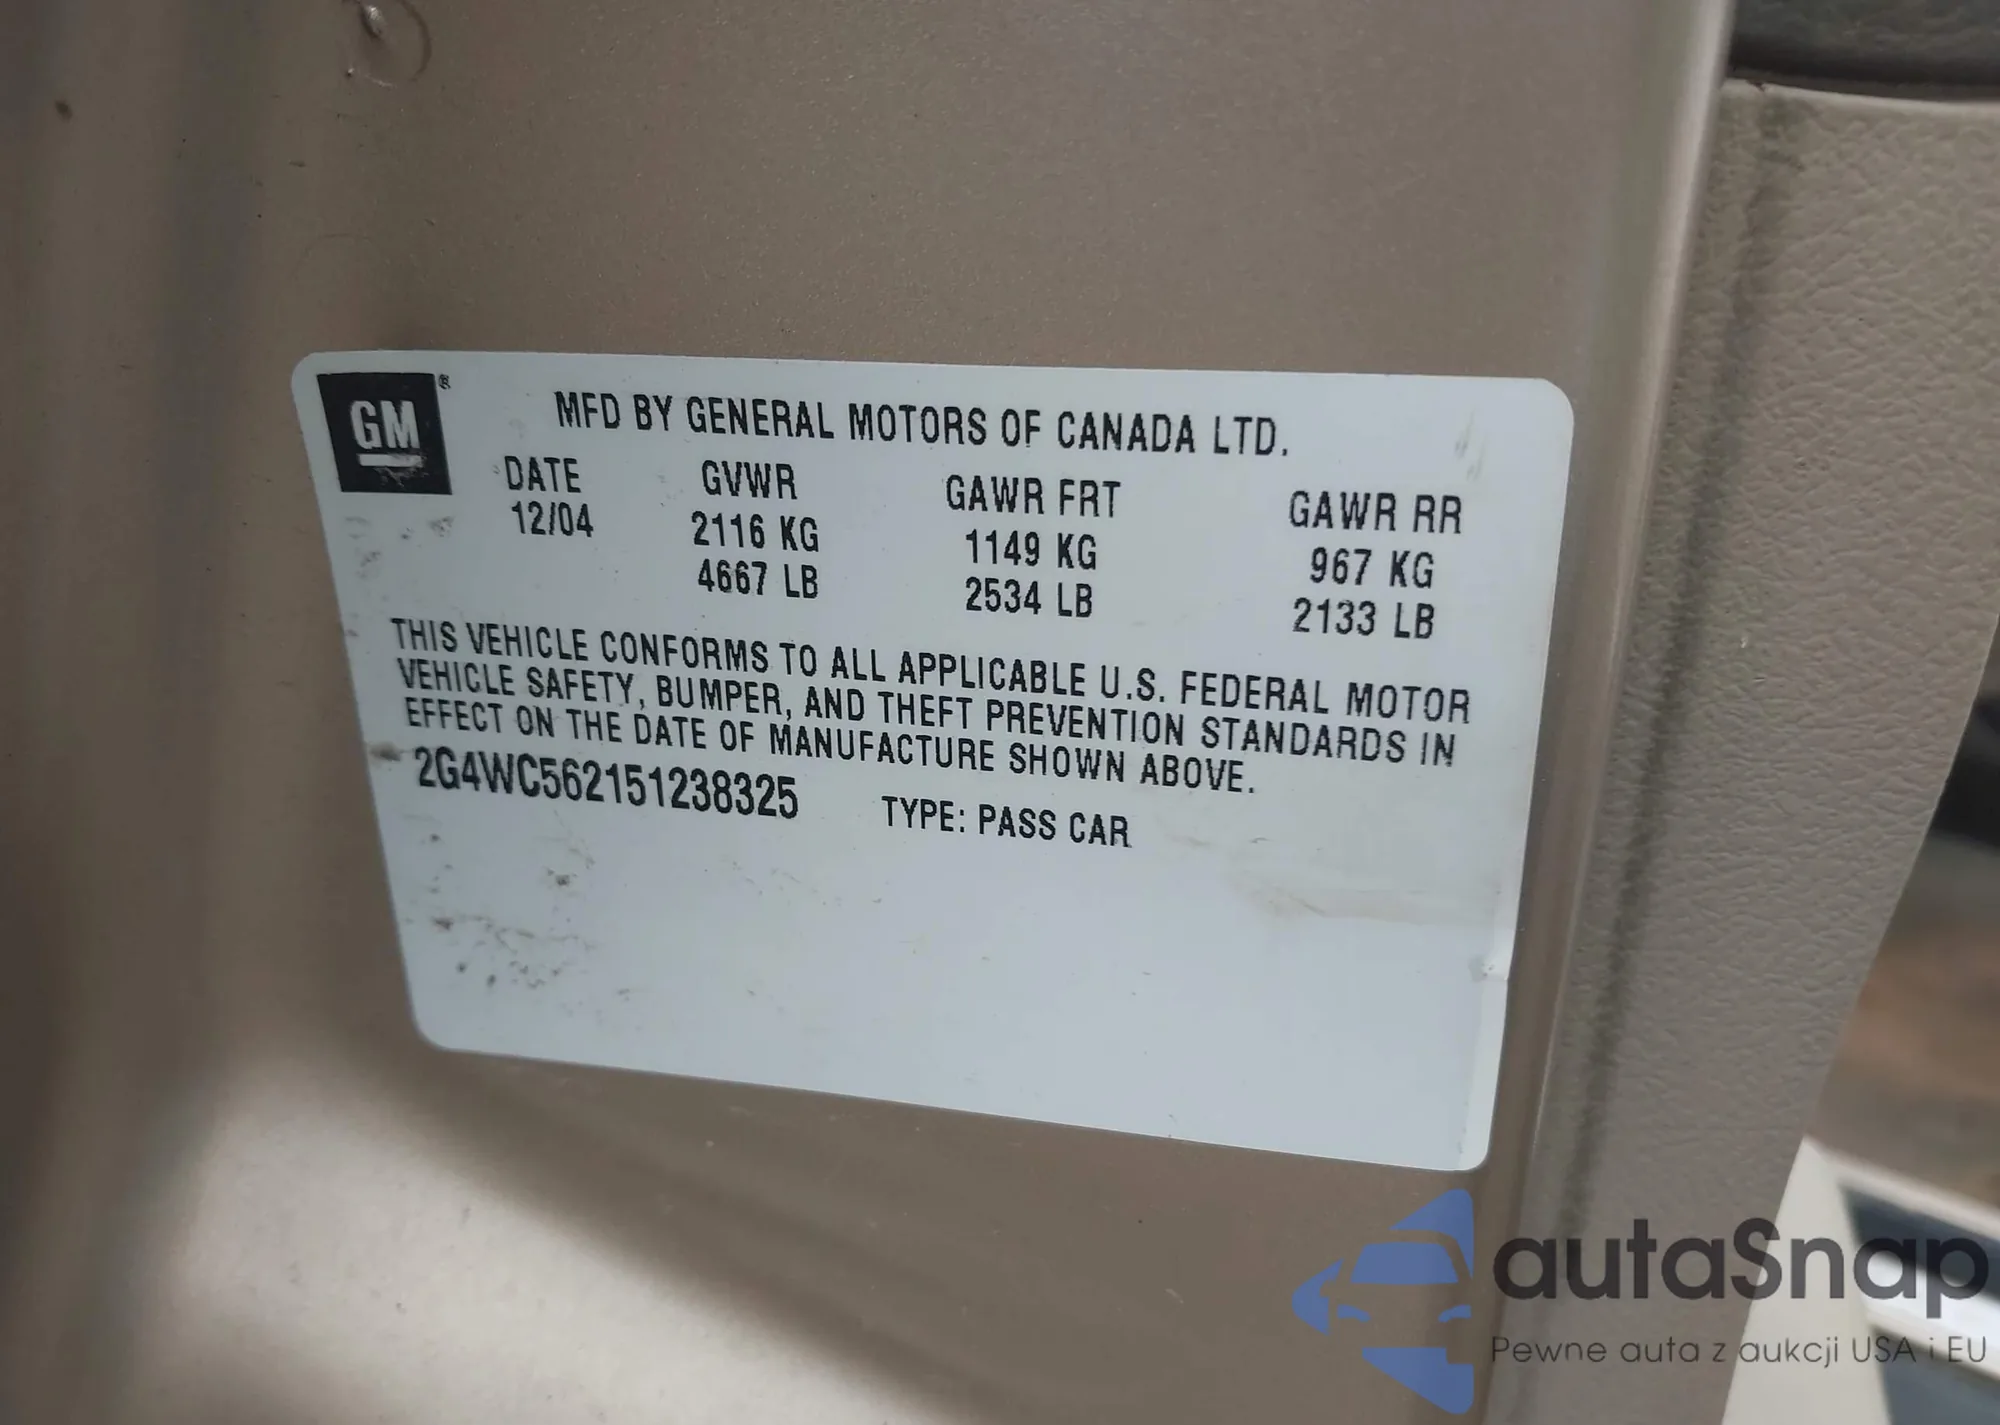 GM ®
MFD BY GENERAL MOTORS OF CANADA LTD.
DATE GVWR GAWR FRT GAWR RR
12/04 2116 KG 1149 KG 967 KG
4667 LB 2534 LB 2133 LB
THIS VEHICLE CONFORMS TO ALL APPLICABLE U.S. FEDERAL MOTOR
VEHICLE SAFETY, BUMPER, AND THEFT PREVENTION STANDARDS IN
EFFECT ON THE DATE OF MANUFACTURE SHOWN ABOVE.
2G4WC562151238325 TYPE: PASS CAR
autaSnap
Pewne auta z aukcji USA i EU